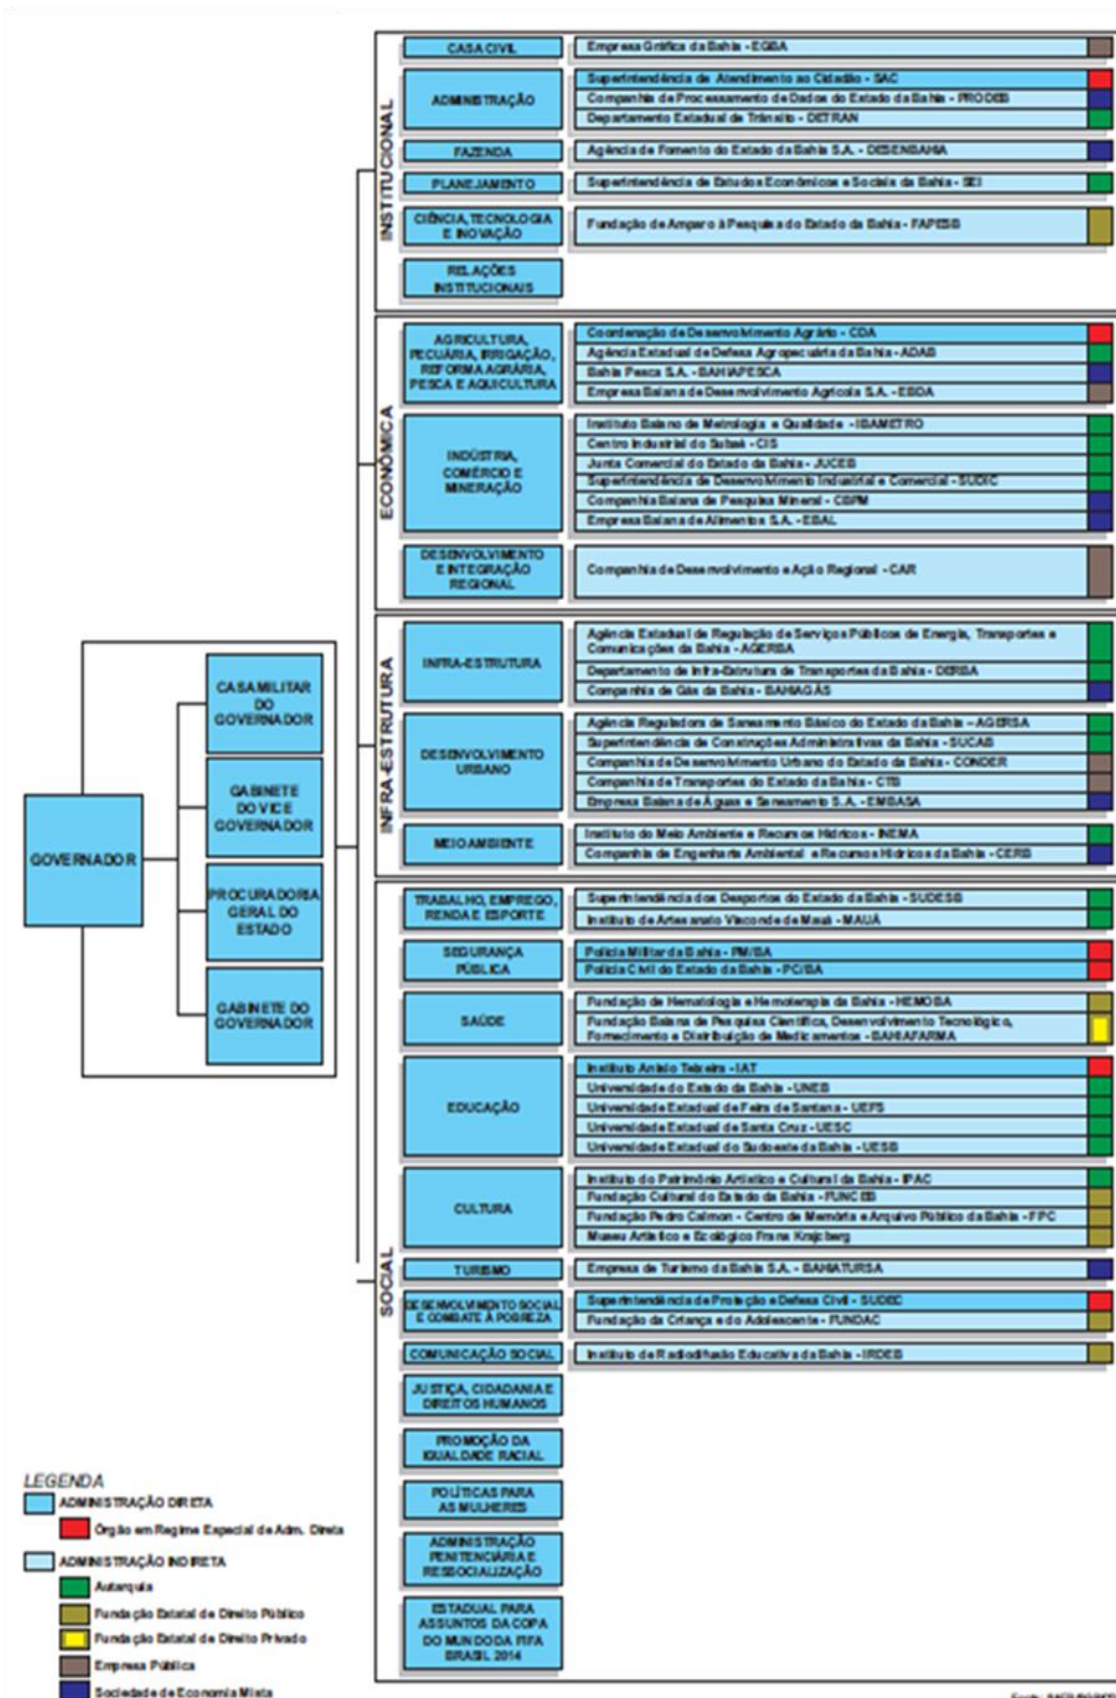 GOVERNADOR
CASA MILITAR
DO
GOVERNADOR
GABINETE
DO VICE
GOVERNADOR
PROCURADORIA
GERAL DO
ESTADO
GABINETE DO
GOVERNADOR
INSTITUCIONAL
CASA CIVIL
Empresa Gráfica da Bahia - EGBA
ADMINISTRAÇÃO
Superintendência de Atendimento ao Cidadão - SAC
Companhia de Processamento de Dados do Estado da Bahia - PRODEB
Departamento Estadual de Trânsito - DETRAN
FAZENDA
Agência de Fomento do Estado da Bahia S.A. - DESENBAHIA
PLANEJAMENTO
Superintendência de Estudos Econômicos e Sociais da Bahia - SEI
CIÊNCIA, TECNOLOGIA
E INOVAÇÃO
Fundação de Amparo à Pesquisa do Estado da Bahia - FAPESB
RELAÇÕES
INSTITUCIONAIS
ECONÔMICA
AGRICULTURA,
PECUÁRIA, IRRIGAÇÃO,
REFORMA AGRÁRIA,
PESCA E AQUICULTURA
Coordenação de Desenvolvimento Agrário - CDA
Agência Estadual de Defesa Agropecuária da Bahia - ADAB
Bahia Pesca S.A. - BAHIAPESCA
Empresa Baiana de Desenvolvimento Agrícola S.A. - EBDA
INDÚSTRIA,
COMÉRCIO E
MINERAÇÃO
Instituto Baiano de Metrologia e Qualidade - IBAMETRO
Centro Industrial do Subaé - CIS
Junta Comercial do Estado da Bahia - JUCEB
Superintendência de Desenvolvimento Industrial e Comercial - SUDIC
Companhia Baiana de Pesquisa Mineral - CBPM
Empresa Baiana de Alimentos S.A. - EBAL
DESENVOLVIMENTO
E INTEGRAÇÃO
REGIONAL
Companhia de Desenvolvimento e Ação Regional - CAR
INFRA-ESTRUTURA
INFRA-ESTRUTURA
Agência Estadual de Regulação de Serviços Públicos de Energia, Transportes e
Comunicações da Bahia - AGERBA
Departamento de Infra-Estrutura de Transportes da Bahia - DERBA
Companhia de Gás da Bahia - BAHIAGÁS
DESENVOLVIMENTO
URBANO
Agência Reguladora de Saneamento Básico do Estado da Bahia – AGERSA
Superintendência de Construções Administrativas da Bahia - SUCAB
Companhia de Desenvolvimento Urbano do Estado da Bahia - CONDER
Companhia de Transportes do Estado da Bahia - CTB
Empresa Baiana de Águas e Saneamento S.A. - EMBASA
MEIO AMBIENTE
Instituto do Meio Ambiente e Recursos Hídricos - INEMA
Companhia de Engenharia Ambiental e Recursos Hídricos da Bahia - CERB
SOCIAL
TRABALHO, EMPREGO,
RENDA E ESPORTE
Superintendência dos Desportos do Estado da Bahia - SUDESB
Instituto de Artesanato Visconde de Mauá - MAUÁ
SEGURANÇA
PÚBLICA
Polícia Militar da Bahia - PM/BA
Polícia Civil do Estado da Bahia - PC/BA
SAÚDE
Fundação de Hematologia e Hemoterapia da Bahia - HEMOBA
Fundação Baiana de Pesquisa Científica, Desenvolvimento Tecnológico,
Fornecimento e Distribuição de Medicamentos - BAHIAFARMA
EDUCAÇÃO
Instituto Anísio Teixeira - IAT
Universidade do Estado da Bahia - UNEB
Universidade Estadual de Feira de Santana - UEFS
Universidade Estadual de Santa Cruz - UESC
Universidade Estadual do Sudoeste da Bahia - UESB
CULTURA
Instituto do Patrimônio Artístico e Cultural da Bahia - IPAC
Fundação Cultural do Estado da Bahia - FUNCEB
Fundação Pedro Calmon - Centro de Memória e Arquivo Público da Bahia - FPC
Museu Artístico e Ecológico Frans Krajcberg
TURISMO
Empresa de Turismo da Bahia S.A. - BAHIATURSA
DESENVOLVIMENTO SOCIAL
E COMBATE À POBREZA
Superintendência de Proteção e Defesa Civil - SUDEC
Fundação da Criança e do Adolescente - FUNDAC
COMUNICAÇÃO SOCIAL
Instituto de Radiodifusão Educativa da Bahia - IRDEB
JUSTIÇA, CIDADANIA E
DIREITOS HUMANOS
PROMOÇÃO DA
IGUALDADE RACIAL
POLÍTICAS PARA
AS MULHERES
ADMINISTRAÇÃO
PENITENCIÁRIA E
RESSOCIALIZAÇÃO
ESTADUAL PARA
ASSUNTOS DA COPA
DO MUNDO DA FIFA
BRASIL 2014
LEGENDA
ADMINISTRAÇÃO DIRETA
Órgão em Regime Especial de Adm. Direta
ADMINISTRAÇÃO INDIRETA
Autarquia
Fundação Estatal de Direito Público
Fundação Estatal de Direito Privado
Empresa Pública
Sociedade de Economia Mista